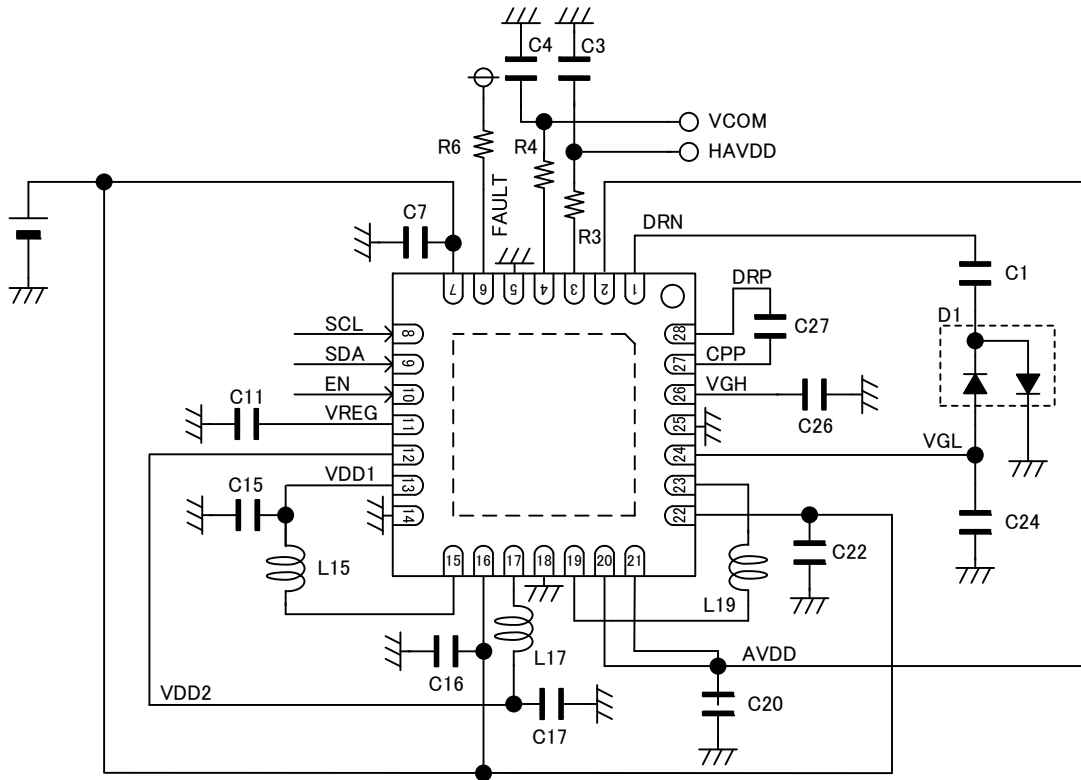 C4
C3
R6
R4
VCOM
HAVDD
FAULT
C7
R3
DRN
C1
7
6
5
4
3
2
1
DRP
D1
C27
SCL
8
28
SDA
9
27
CPP
EN
10
26
VGH
C11
VREG
11
25
C26
12
24
VGL
VDD1
13
23
C15
14
22
C24
L15
15
16
17
18
19
20
21
C22
L19
L17
C16
AVDD
VDD2
C17
C20